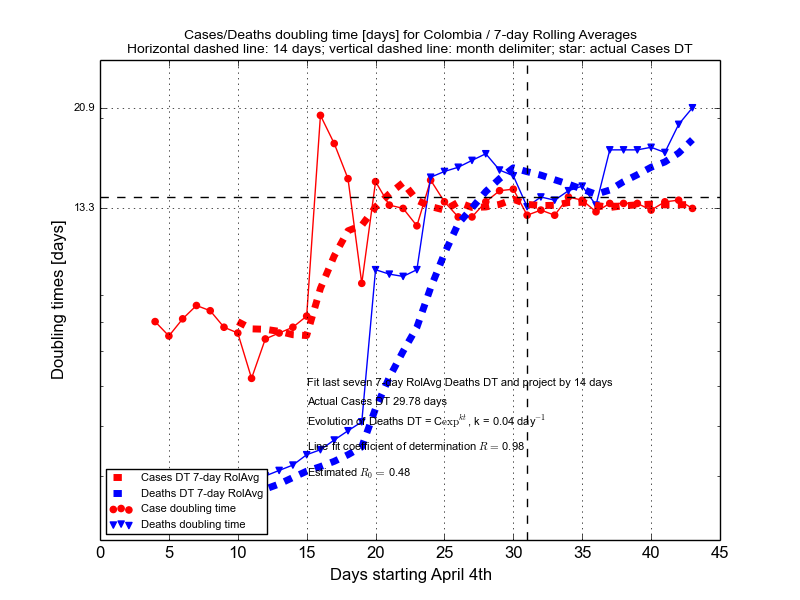 Cases/Deaths doubling time [days] for Colombia / 7-day Rolling Averages
Horizontal dashed line: 14 days; vertical dashed line: month delimiter; star: actual Cases DT
20.9
13.3
Doubling times [days]
Fit last seven 7-day RolAvg Deaths DT and project by 14 days
Actual Cases DT 29.78 days
Evolution of Deaths DT = Cexp^{kt}, k = 0.04 day^{-1}
Line fit coefficient of determination R = 0.98
Estimated R_0 = 0.48
Cases DT 7-day RolAvg
Deaths DT 7-day RolAvg
Case doubling time
Deaths doubling time
0 5 10 15 20 25 30 35 40 45
Days starting April 4th